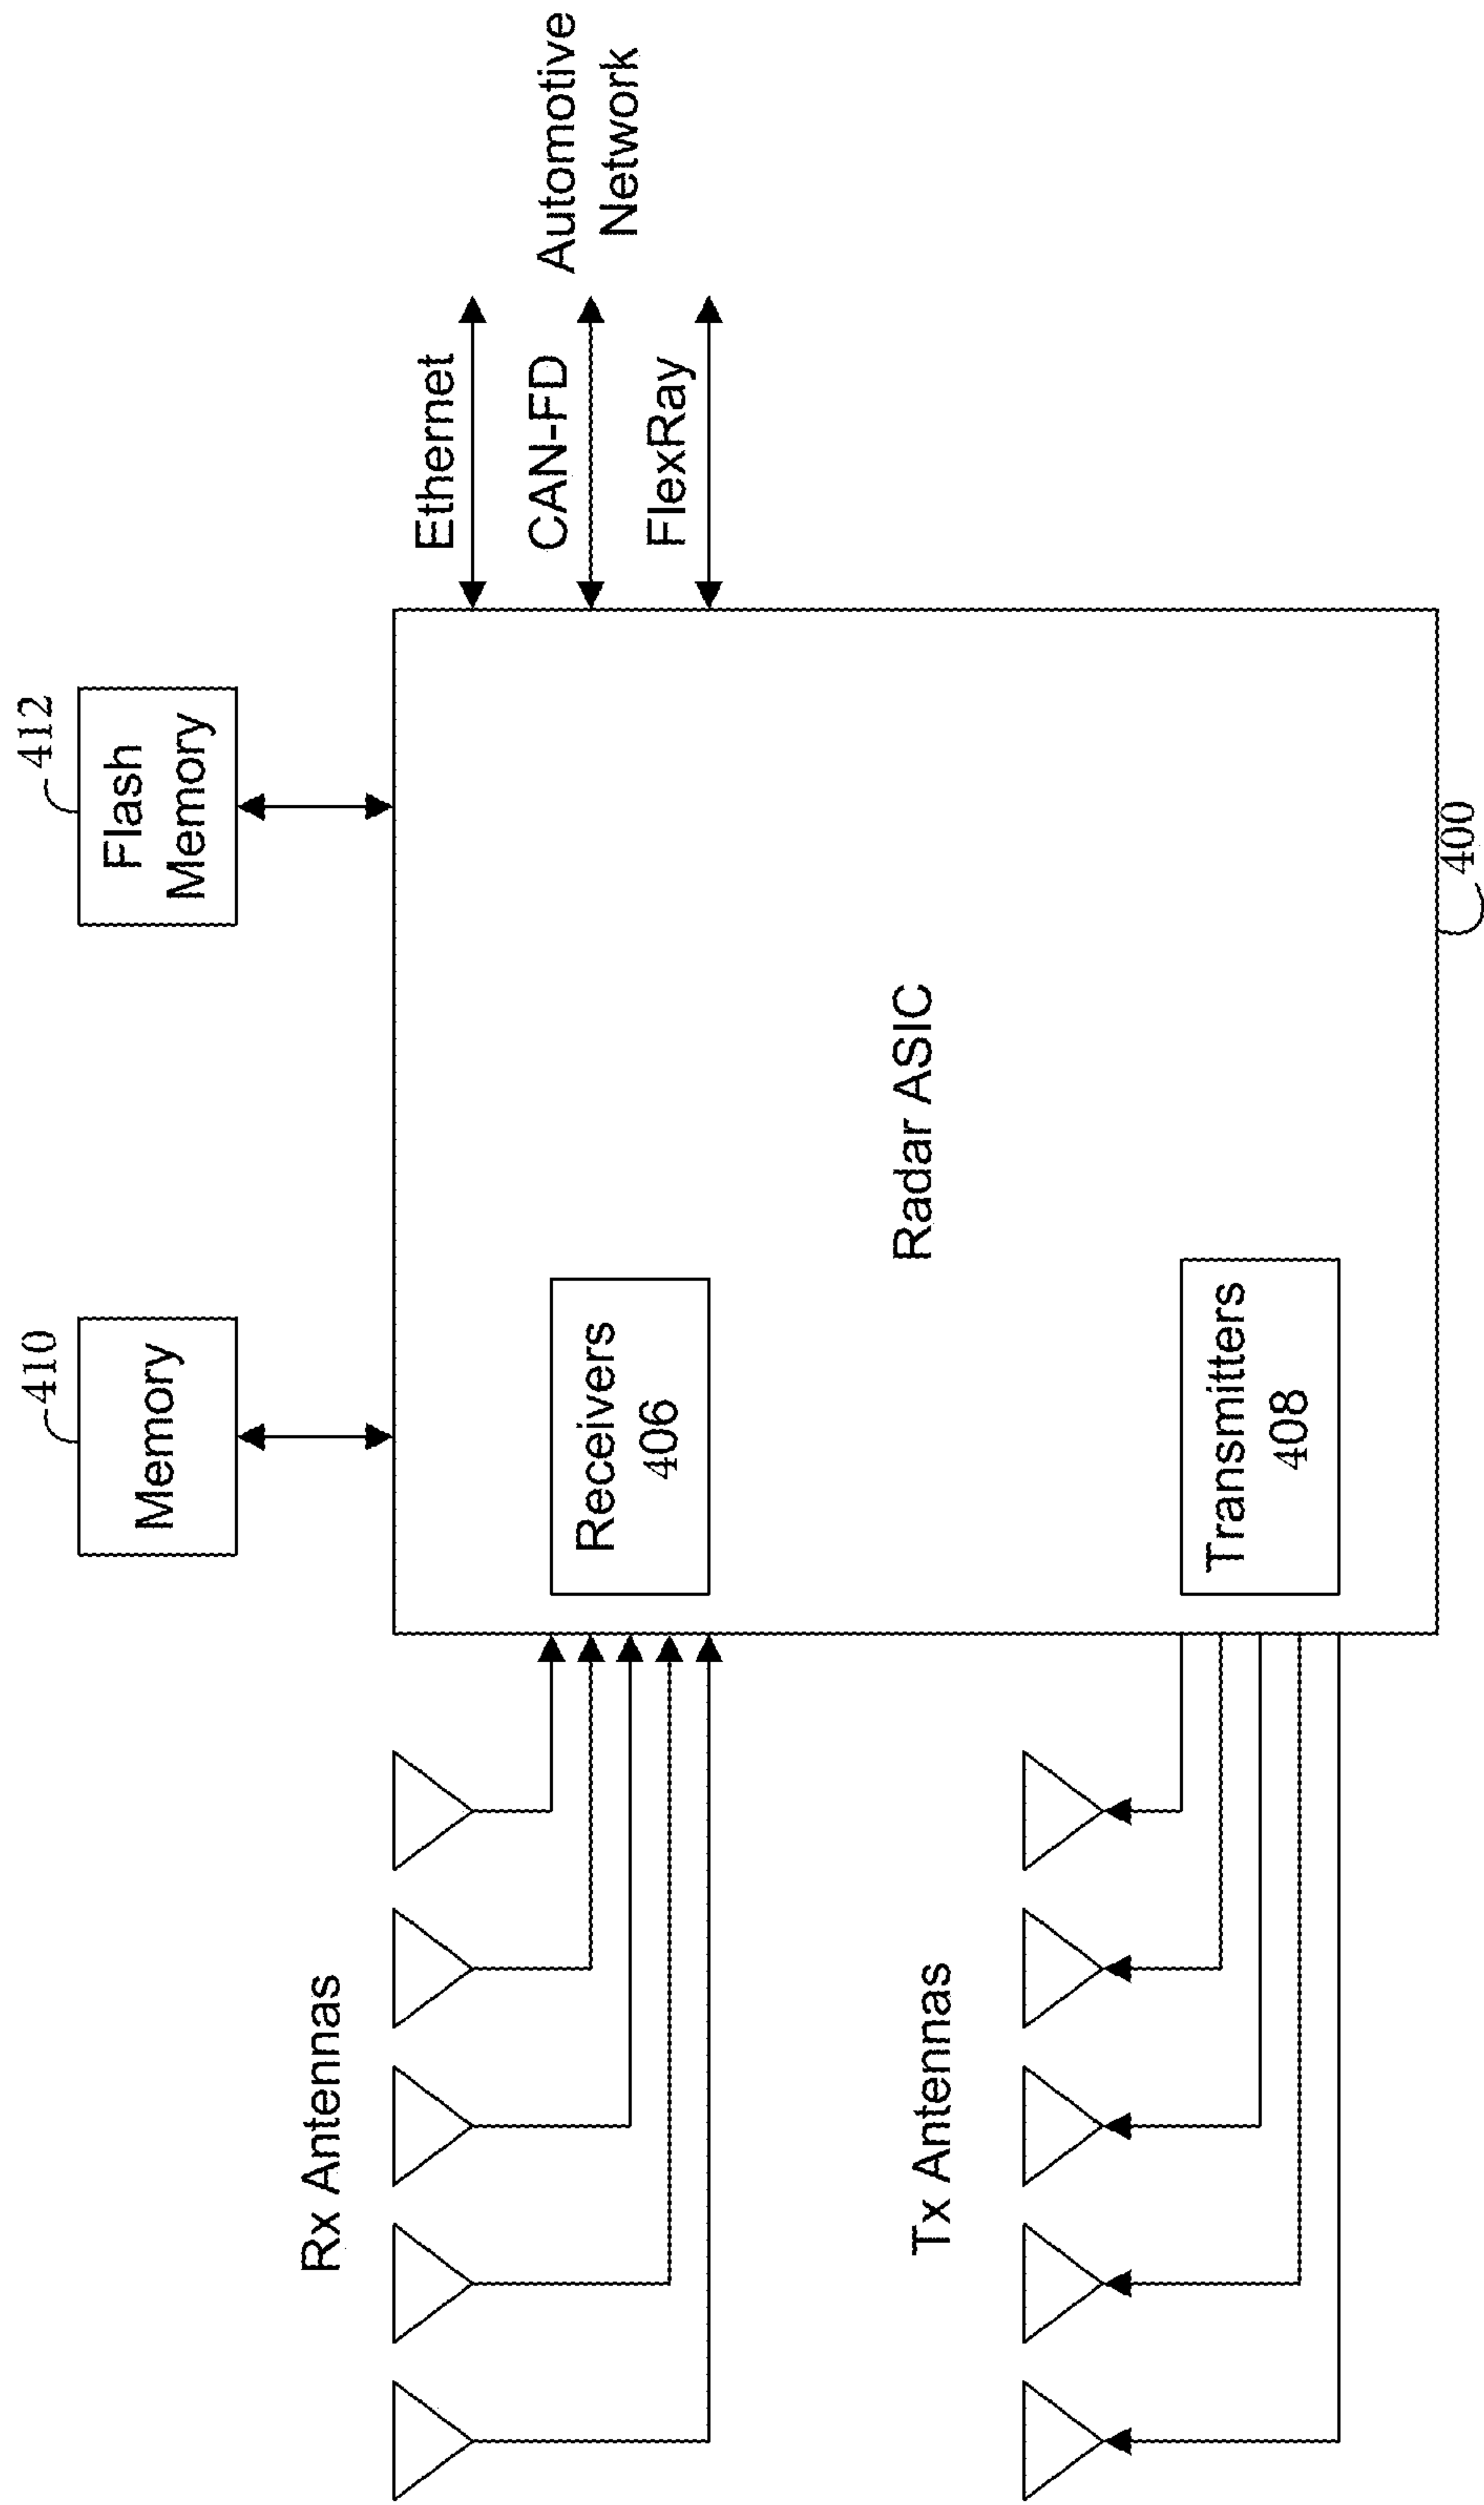 410
412
Memory
Flash
Memory
Rx Antennas
Ethernet
CAN-FD
FlexRay
Automotive
Network
Receivers
406
Radar ASIC
Tx Antennas
Transmitters
408
400